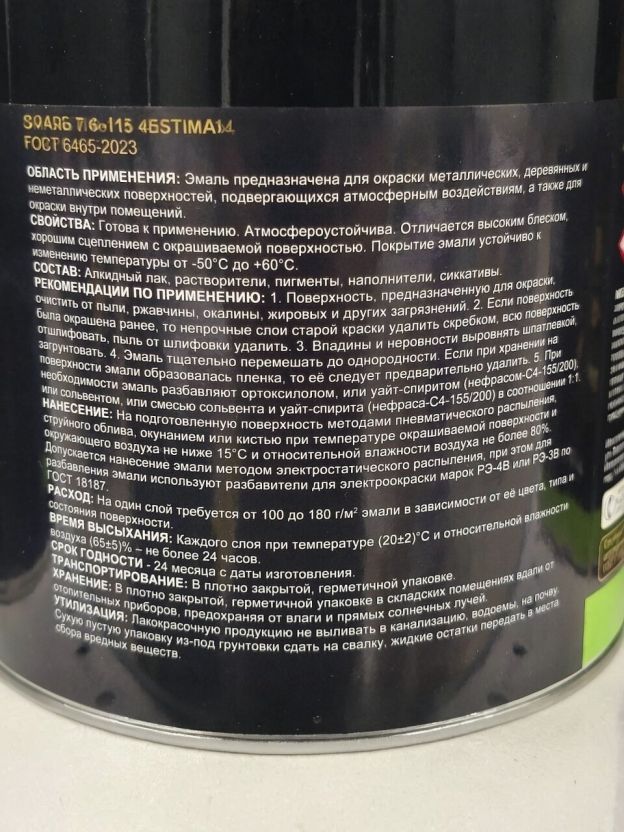 ГОСТ 6465-2023
ОБЛАСТЬ ПРИМЕНЕНИЯ: Эмаль предназначена для окраски металлических, деревянных и
неметаллических поверхностей, подвергающихся атмосферным воздействиям, а также для
окраски внутри помещений.
СВОЙСТВА: Готова к применению. Атмосфероустойчива. Отличается высоким блеском,
хорошим сцеплением с окрашиваемой поверхностью. Покрытие эмали устойчиво к
изменению температуры от -50°С до +60°С.
СОСТАВ: Алкидный лак, растворители, пигменты, наполнители, сиккативы.
РЕКОМЕНДАЦИИ ПО ПРИМЕНЕНИЮ: 1. Поверхность, предназначенную для окраски,
очистить от пыли, ржавчины, окалины, жировых и других загрязнений. 2. Если поверхность
была окрашена ранее, то непрочные слои старой краски удалить скребком, всю поверхность
отшлифовать, пыль от шлифовки удалить. 3. Впадины и неровности выровнять шпатлевкой,
загрунтовать. 4. Эмаль тщательно перемешать до однородности. Если при хранении на
поверхности эмали образовалась пленка, то её следует предварительно удалить. 5. При
необходимости эмаль разбавляют ортоксилолом, или уайт-спиритом (нефрасом-С4-155/200),
или сольвентом, или смесью сольвента и уайт-спирита (нефраса-С4-155/200) в соотношении 1:1.
НАНЕСЕНИЕ: На подготовленную поверхность методами пневматического распыления,
струйного облива, окунанием или кистью при температуре окрашиваемой поверхности и
окружающего воздуха не ниже 15°С и относительной влажности воздуха не более 80%.
Допускается нанесение эмали методом электростатического распыления, при этом для
разбавления эмали используют разбавители для электроокраски марок РЭ-4В или РЭ-3В по
ГОСТ 18187.
РАСХОД: На один слой требуется от 100 до 180 г/м² эмали в зависимости от её цвета, типа и
состояния поверхности.
ВРЕМЯ ВЫСЫХАНИЯ: Каждого слоя при температуре (20±2)°С и относительной влажности
воздуха (65±5)% – не более 24 часов.
СРОК ГОДНОСТИ - 24 месяца с даты изготовления.
ТРАНСПОРТИРОВАНИЕ: В плотно закрытой, герметичной упаковке.
ХРАНЕНИЕ: В плотно закрытой, герметичной упаковке в складских помещениях вдали от
отопительных приборов, предохраняя от влаги и прямых солнечных лучей.
УТИЛИЗАЦИЯ: Лакокрасочную продукцию не выливать в канализацию, водоемы, на почву.
Сухую пустую упаковку из-под грунтовки сдать на свалку, жидкие остатки передать в места
сбора вредных веществ.